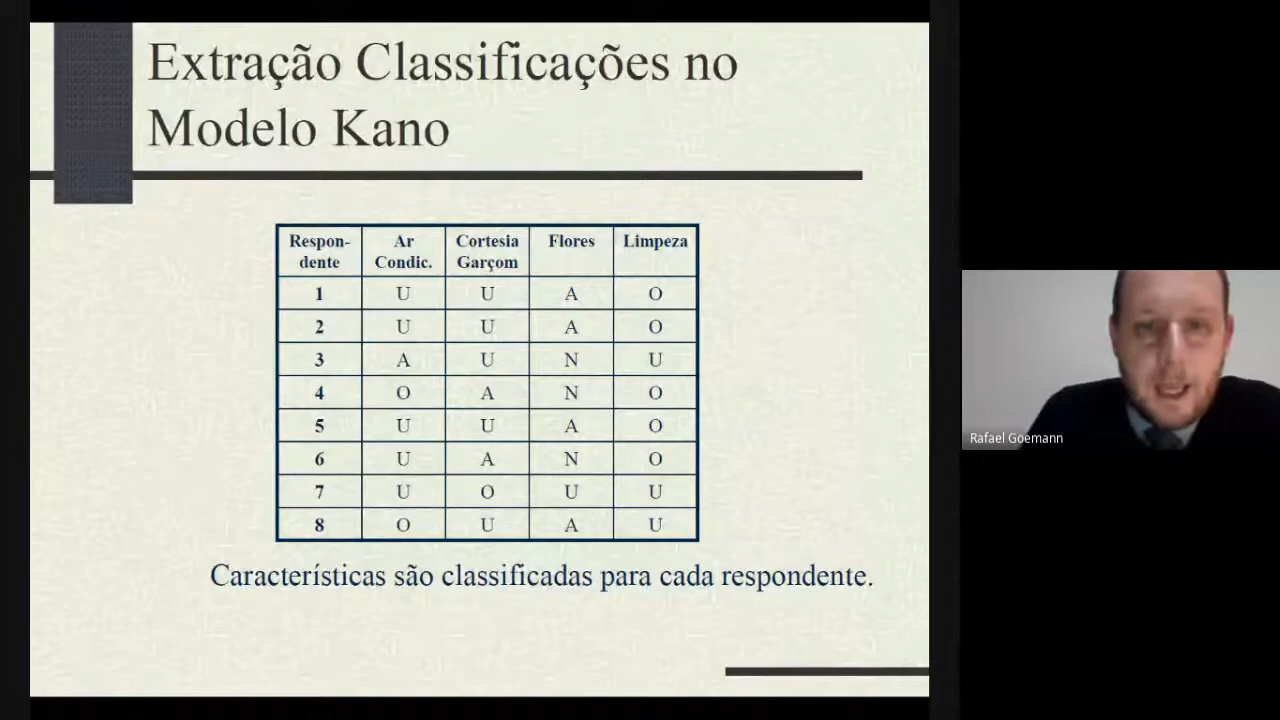 Extração Classificações no
Modelo Kano
Respon-
dente
Ar
Condic.
Cortesia
Garçom
Flores
Limpeza
1 U U A O
2 U U A O
3 A U N U
4 O A N O
5 U U A O
6 U A N O
7 U O U U
8 O U A U
Características são classificadas para cada respondente.
Rafael Goemann